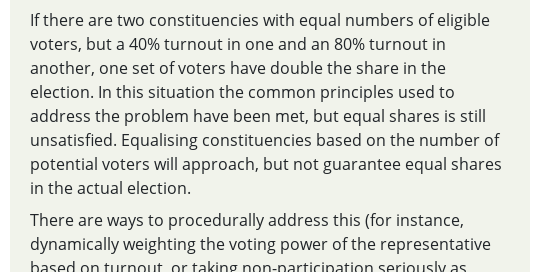 If there are two constituencies with equal numbers of eligible
voters, but a 40% turnout in one and an 80% turnout in
another, one set of voters have double the share in the
election. In this situation the common principles used to
address the problem have been met, but equal shares is still
unsatisfied. Equalising constituencies based on the number of
potential voters will approach, but not guarantee equal shares
in the actual election.
There are ways to procedurally address this (for instance,
dynamically weighting the voting power of the representative
based on turnout, or taking non-participation seriously as